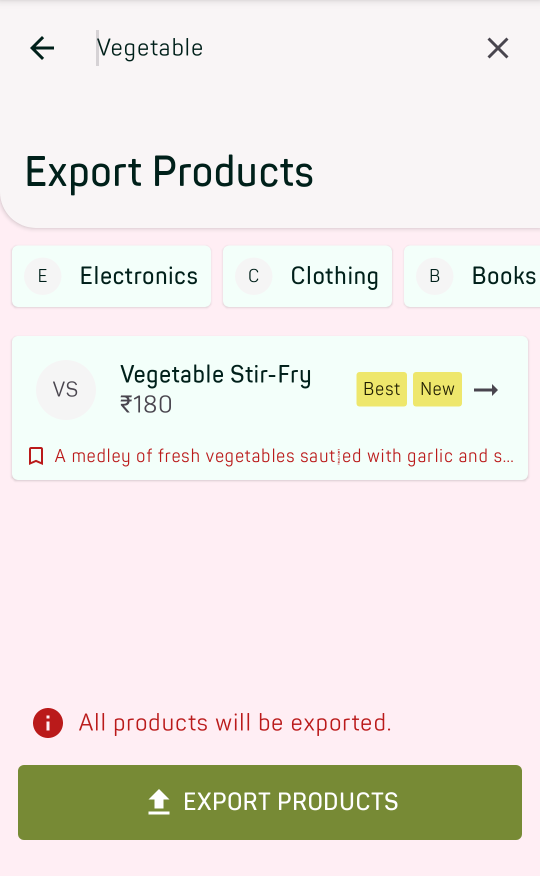 Vegetable
Export Products
E Electronics
C Clothing
B Books
VS
Vegetable Stir-Fry
₹180
Best
New
A medley of fresh vegetables saut¦ed with garlic and s...
All products will be exported.
EXPORT PRODUCTS